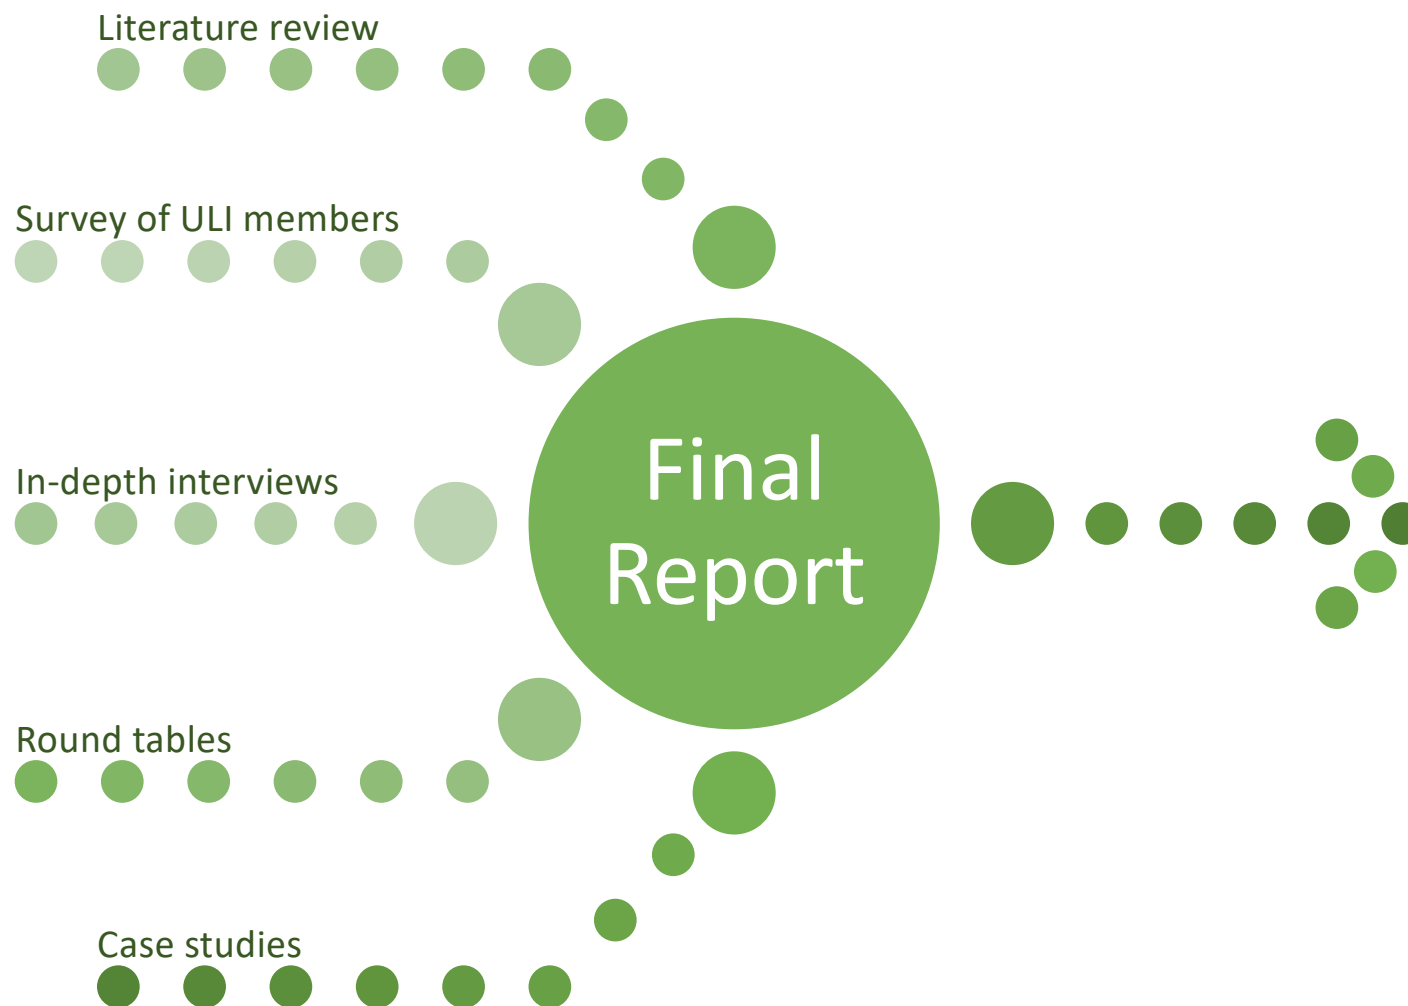 Literature review
Survey of ULI members
In-depth interviews
Final
Report
Round tables
Case studies